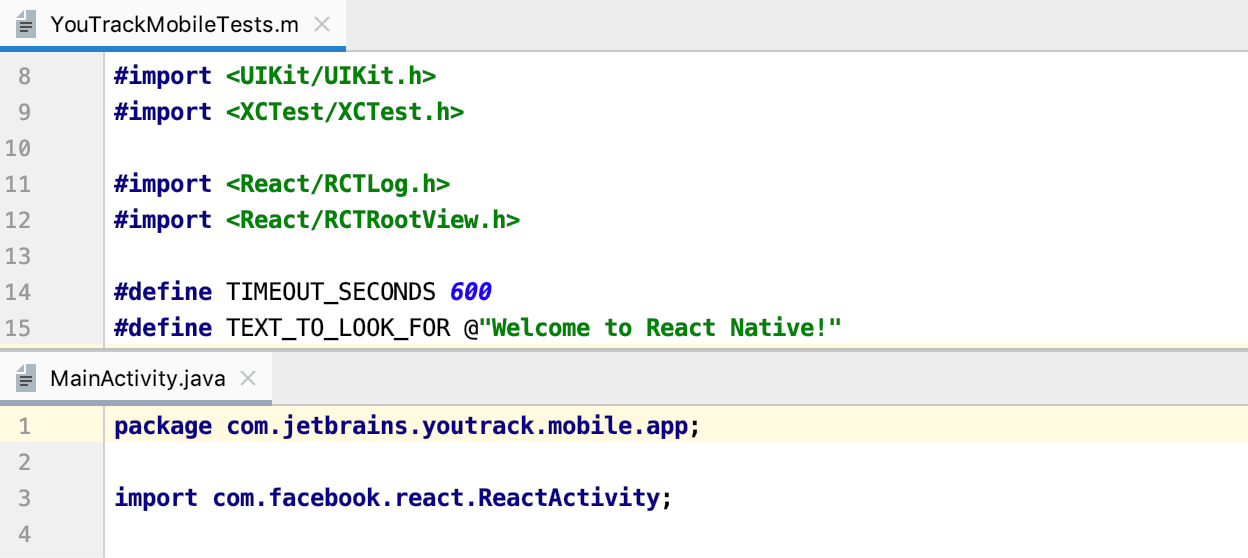 YouTrackMobileTests.m
8 #import <UIKit/UIKit.h>
9 #import <XCTest/XCTest.h>
10
11 #import <React/RCTLog.h>
12 #import <React/RCTRootView.h>
13
14 #define TIMEOUT_SECONDS 600
15 #define TEXT_TO_LOOK_FOR @"Welcome to React Native!"
MainActivity.java
1 package com.jetbrains.youtrack.mobile.app;
2
3 import com.facebook.react.ReactActivity;
4